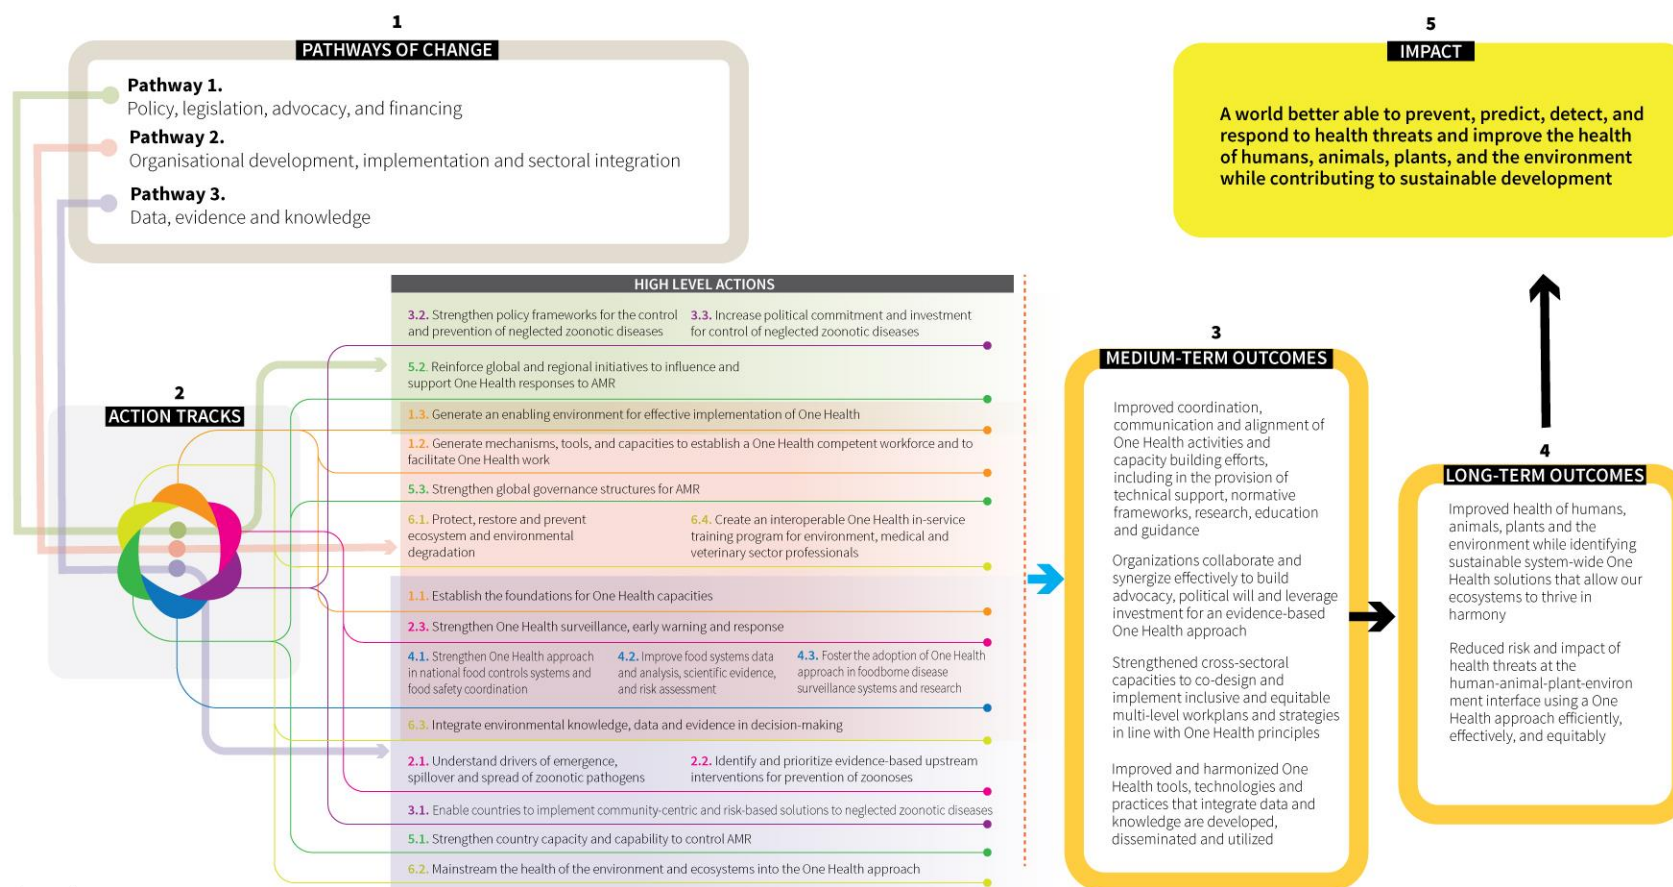 1
PATHWAYS OF CHANGE
Pathway 1.
Policy, legislation, advocacy, and financing
Pathway 2.
Organisational development, implementation and sectoral integration
Pathway 3.
Data, evidence and knowledge
2
ACTION TRACKS
HIGH LEVEL ACTIONS
3.2. Strengthen policy frameworks for the control
and prevention of neglected zoonotic diseases
3.3. Increase political commitment and investment
for control of neglected zoonotic diseases
5.2. Reinforce global and regional initiatives to influence and
support One Health responses to AMR
1.3. Generate an enabling environment for effective implementation of One Health
1.2. Generate mechanisms, tools, and capacities to establish a One Health competent workforce and to
facilitate One Health work
5.3. Strengthen global governance structures for AMR
6.1. Protect, restore and prevent
ecosystem and environmental
degradation
6.4. Create an interoperable One Health in-service
training program for environment, medical and
veterinary sector professionals
1.1. Establish the foundations for One Health capacities
2.3. Strengthen One Health surveillance, early warning and response
4.1. Strengthen One Health approach
in national food controls systems and
food safety coordination
4.2. Improve food systems data
and analysis, scientific evidence,
and risk assessment
4.3. Foster the adoption of One Health
approach in foodborne disease
surveillance systems and research
6.3. Integrate environmental knowledge, data and evidence in decision-making
2.1. Understand drivers of emergence,
spillover and spread of zoonotic pathogens
2.2. Identify and prioritize evidence-based upstream
interventions for prevention of zoonoses
3.1. Enable countries to implement community-centric and risk-based solutions to neglected zoonotic diseases
5.1. Strengthen country capacity and capability to control AMR
6.2. Mainstream the health of the environment and ecosystems into the One Health approach
3
MEDIUM-TERM OUTCOMES
Improved coordination,
communication and alignment of
One Health activities and
capacity building efforts,
including in the provision of
technical support, normative
frameworks, research, education
and guidance
Organizations collaborate and
synergize effectively to build
advocacy, political will and leverage
investment for an evidence-based
One Health approach
Strengthened cross-sectoral
capacities to co-design and
implement inclusive and equitable
multi-level workplans and strategies
in line with One Health principles
Improved and harmonized One
Health tools, technologies and
practices that integrate data and
knowledge are developed,
disseminated and utilized
4
LONG-TERM OUTCOMES
Improved health of humans,
animals, plants and the
environment while identifying
sustainable system-wide One
Health solutions that allow our
ecosystems to thrive in
harmony
Reduced risk and impact of
health threats at the
human-animal-plant-environ
ment interface using a One
Health approach efficiently,
effectively, and equitably
5
IMPACT
A world better able to prevent, predict, detect, and
respond to health threats and improve the health
of humans, animals, plants, and the environment
while contributing to sustainable development